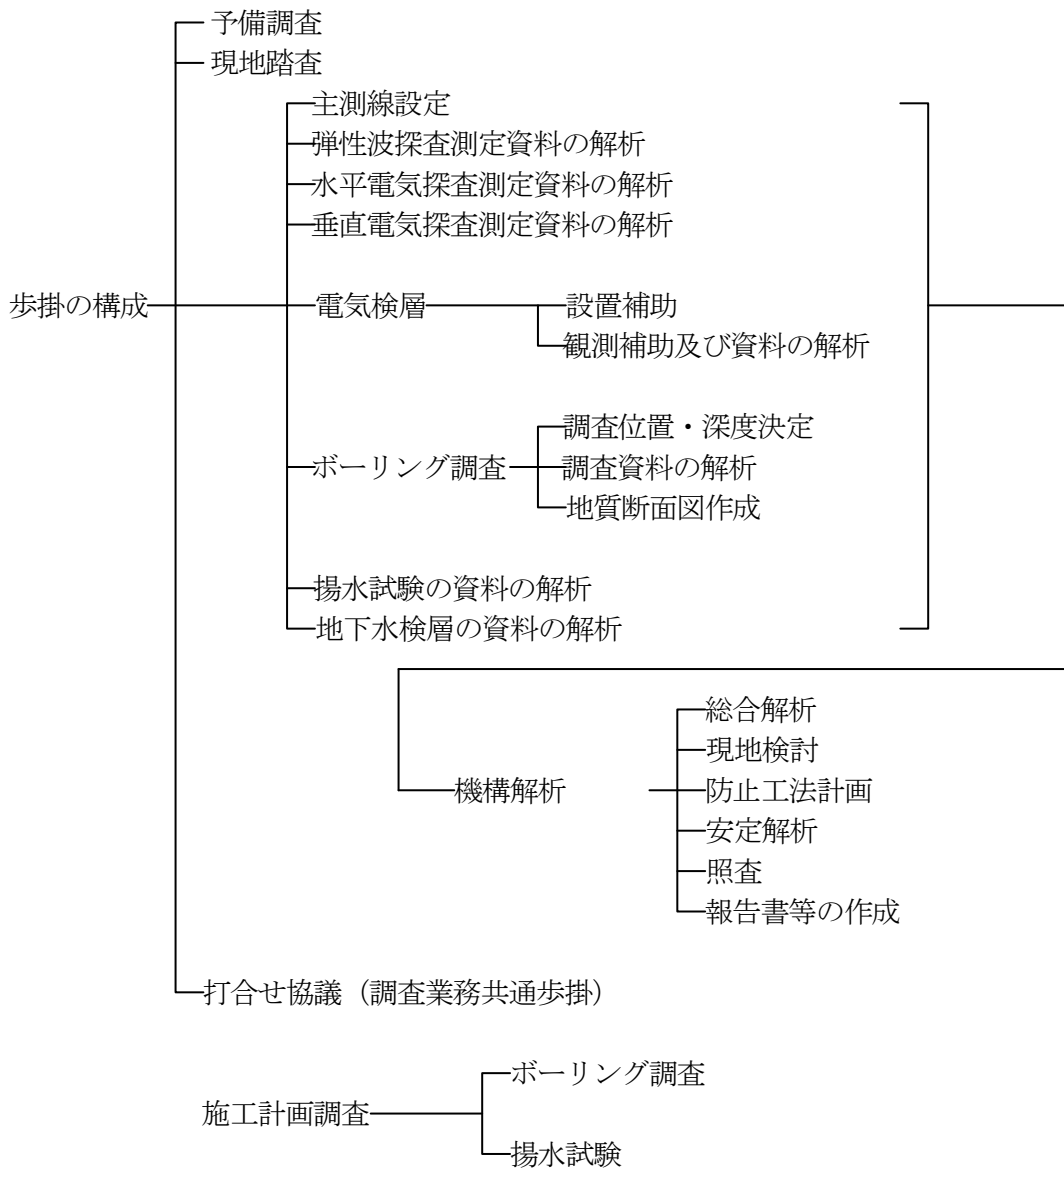 予備調査
現地踏査
主測線設定
弾性波探査測定資料の解析
水平電気探査測定資料の解析
垂直電気探査測定資料の解析
歩掛の構成
電気検層
設置補助
観測補助及び資料の解析
調査位置・深度決定
ボーリング調査
調査資料の解析
地質断面図作成
揚水試験の資料の解析
地下水検層の資料の解析
総合解析
現地検討
機構解析
防止工法計画
安定解析
照査
報告書等の作成
打合せ協議（調査業務共通歩掛）
ボーリング調査
施工計画調査
揚水試験